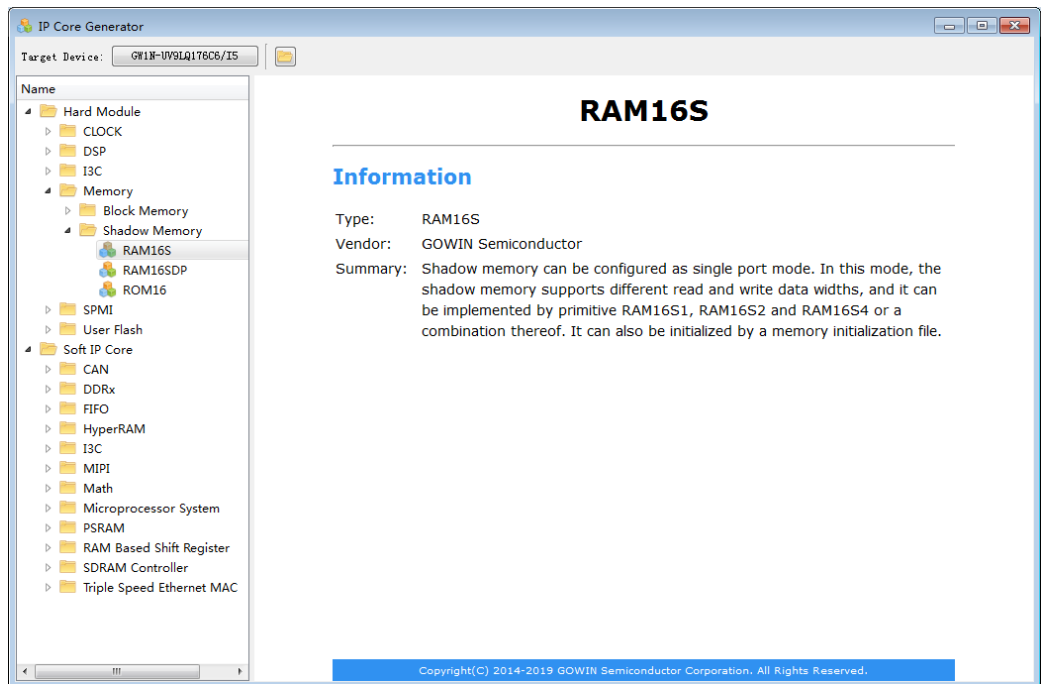 IP Core Generator
Target Device: GW1N-UV9LQ176C6/I5
Name
Hard Module
CLOCK
DSP
I3C
Memory
Block Memory
Shadow Memory
RAM16S
RAM16SDP
ROM16
SPMI
User Flash
Soft IP Core
CAN
DDRx
FIFO
HyperRAM
I3C
MIPI
Math
Microprocessor System
PSRAM
RAM Based Shift Register
SDRAM Controller
Triple Speed Ethernet MAC
RAM16S
Information
Type: RAM16S
Vendor: GOWIN Semiconductor
Summary: Shadow memory can be configured as single port mode. In this mode, the
shadow memory supports different read and write data widths, and it can
be implemented by primitive RAM16S1, RAM16S2 and RAM16S4 or a
combination thereof. It can also be initialized by a memory initialization file.
Copyright(C) 2014-2019 GOWIN Semiconductor Corporation. All Rights Reserved.